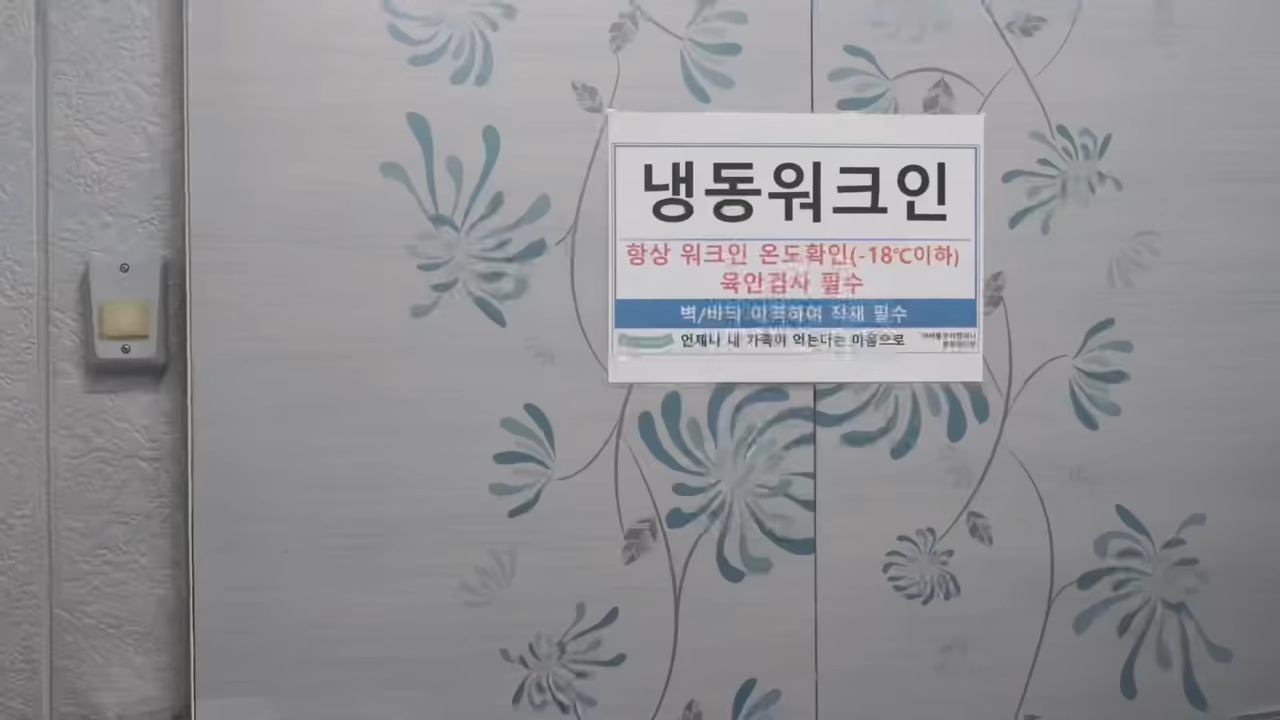 냉동워크인
항상 워크인 온도확인(-18℃이하)
육안검사 필수
벽/바닥 이격하여 적재 필수
언제나 내 가족이 먹는다는 마음으로